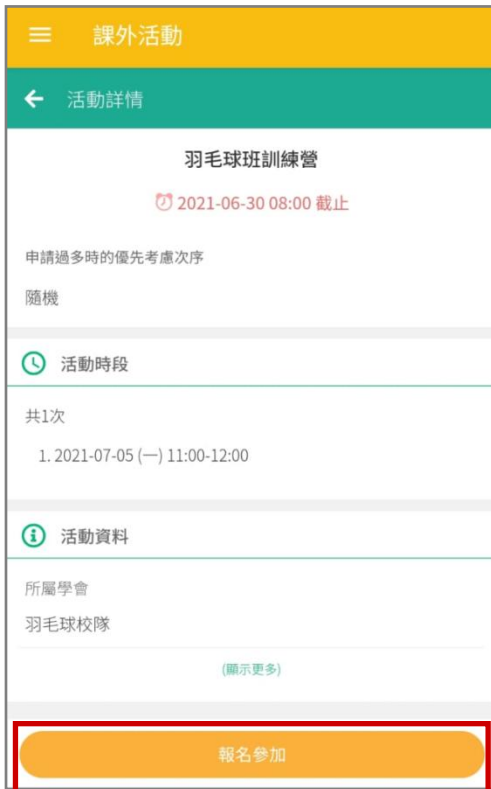 課外活動
活動詳情
羽毛球班訓練營
2021-06-30 08:00 截止
申請過多時的優先考慮次序
隨機
活動時段
共1次
1. 2021-07-05 (一) 11:00-12:00
活動資料
所屬學會
羽毛球校隊
(顯示更多)
報名參加